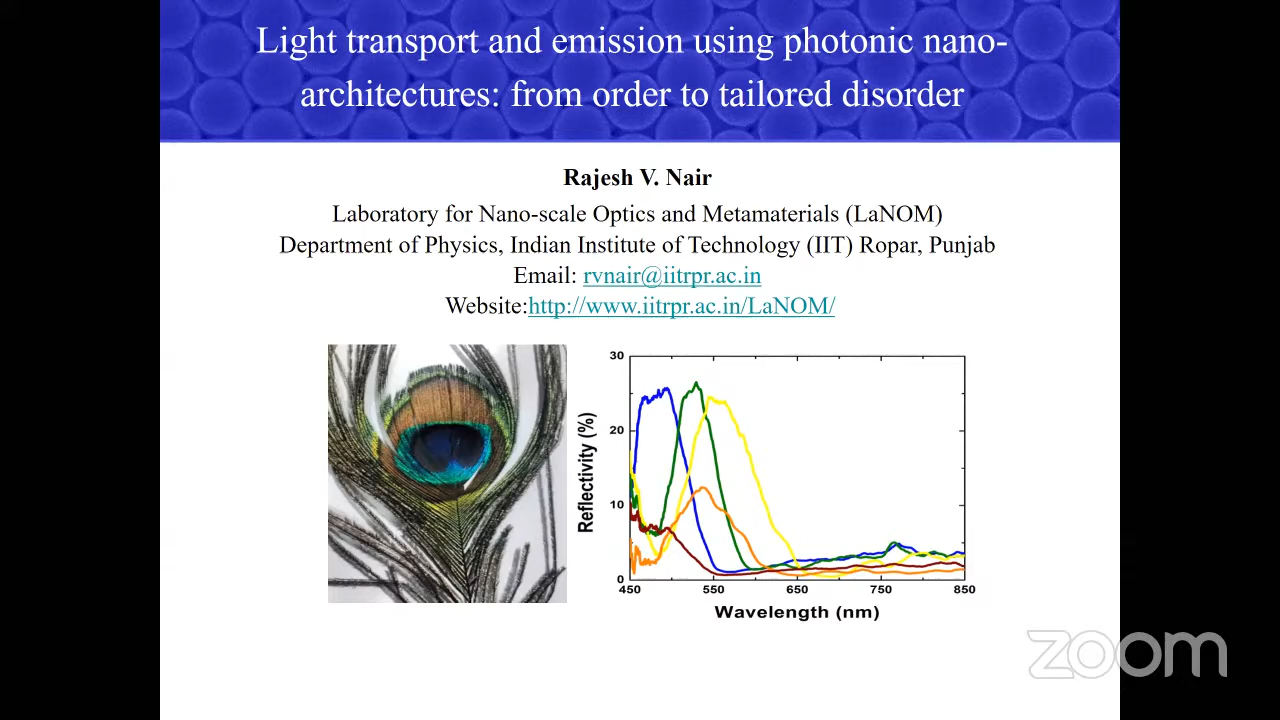 Light transport and emission using photonic nano-
architectures: from order to tailored disorder
Rajesh V. Nair
Laboratory for Nano-scale Optics and Metamaterials (LaNOM)
Department of Physics, Indian Institute of Technology (IIT) Ropar, Punjab
Email: rvnair@iitrpr.ac.in
Website:http://www.iitrpr.ac.in/LaNOM/
30
20
10
0
Reflectivity (%)
450 550 650 750 850
Wavelength (nm)
zoom